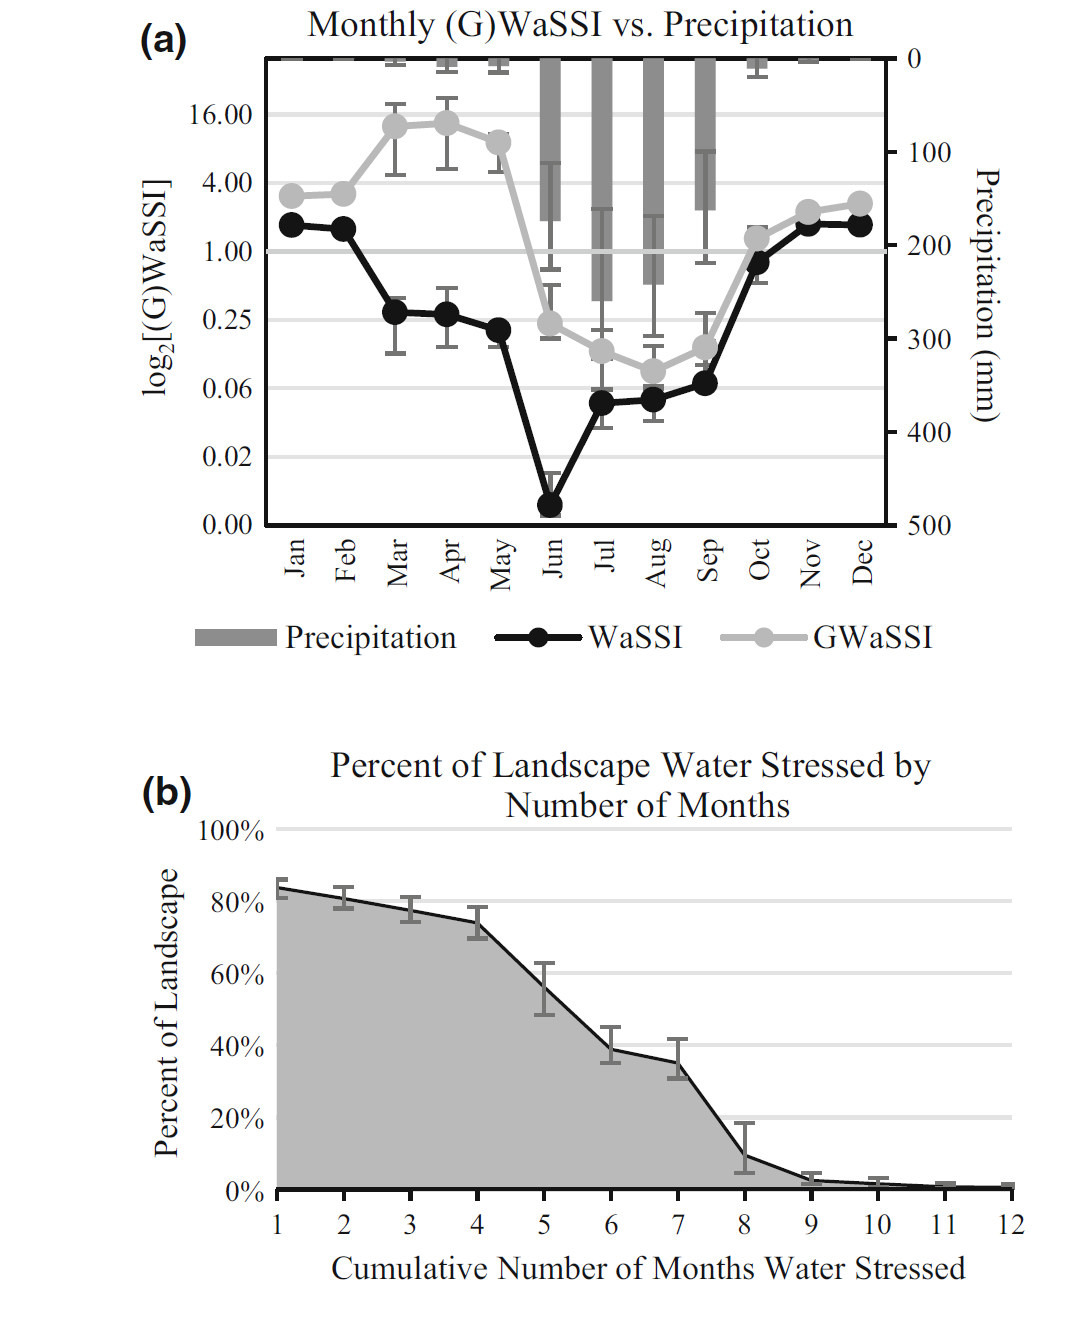 (a)
Monthly (G)WaSSI vs. Precipitation
log2[(G)WaSSI]
16.00
4.00
1.00
0.25
0.06
0.02
0.00
0
100
200
300
400
500
Precipitation (mm)
Jan Feb Mar Apr May Jun Jul Aug Sep Oct Nov Dec
Precipitation WaSSI GWaSSI
(b)
Percent of Landscape Water Stressed by
Number of Months
Percent of Landscape
100%
80%
60%
40%
20%
0%
1 2 3 4 5 6 7 8 9 10 11 12
Cumulative Number of Months Water Stressed